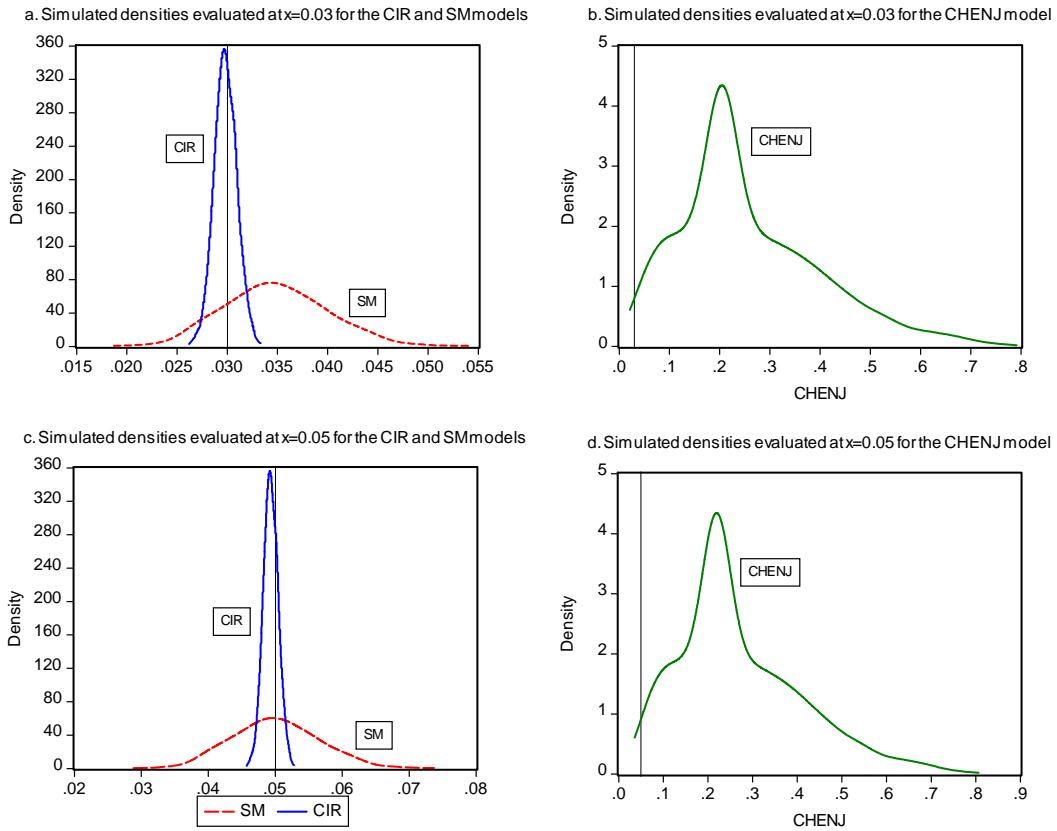 a. Simulated densities evaluated at x=0.03 for the CIR and SM models
360
320
280
240
200
160
120
80
40
0
Density
CIR
SM
.015 .020 .025 .030 .035 .040 .045 .050 .055
b. Simulated densities evaluated at x=0.03 for the CHENJ model
5
4
3
2
1
0
Density
CHENJ
.0 .1 .2 .3 .4 .5 .6 .7 .8
CHENJ
c. Simulated densities evaluated at x=0.05 for the CIR and SM models
360
320
280
240
200
160
120
80
40
0
Density
CIR
SM
.02 .03 .04 .05 .06 .07 .08
SM CIR
d. Simulated densities evaluated at x=0.05 for the CHENJ model
5
4
3
2
1
0
Density
CHENJ
.0 .1 .2 .3 .4 .5 .6 .7 .8 .9
CHENJ